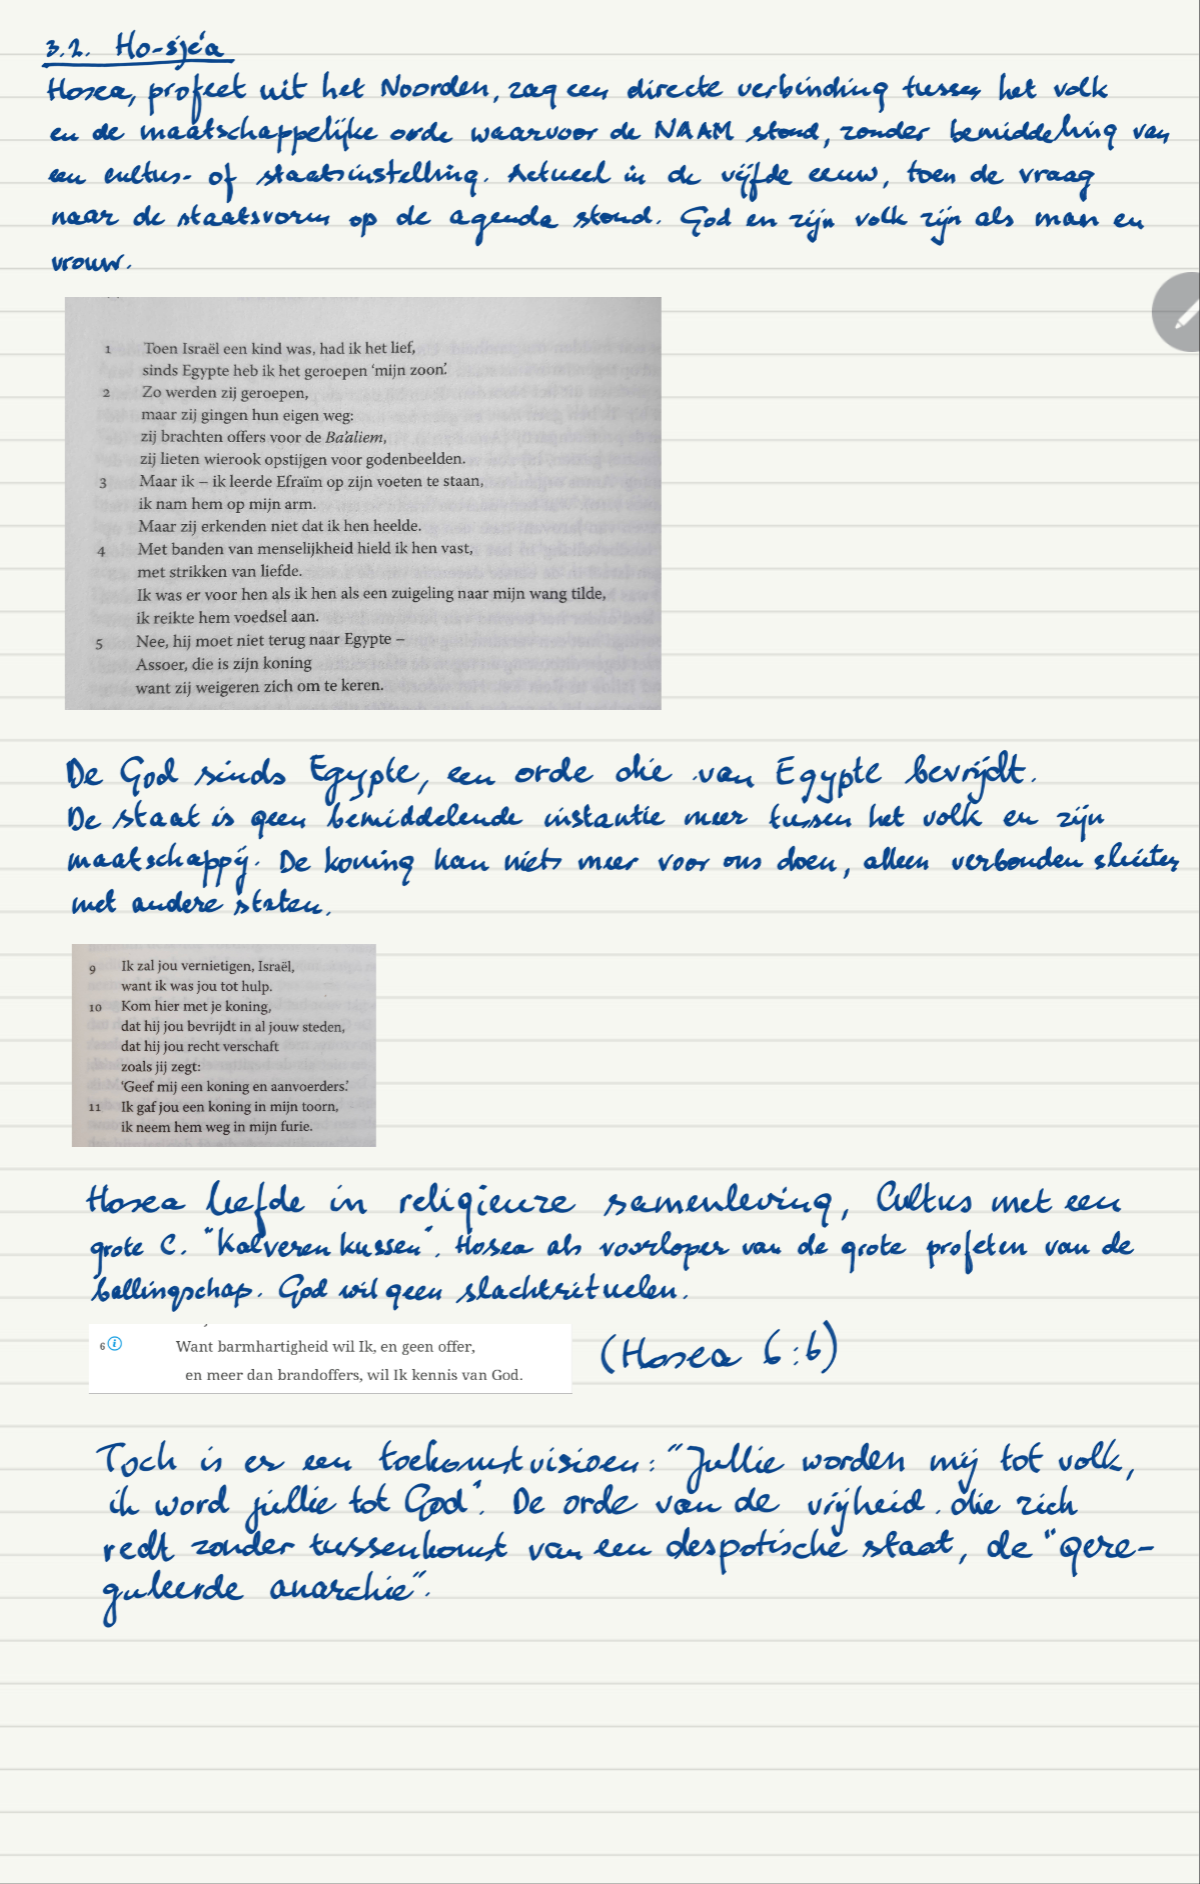 3.2. Ho-sjéa
Hosea, profeet uit het Noorden, zag een directe verbinding tussen het volk
en de maatschappelijke orde waarvoor de NAAM stond, zonder bemiddeling van
een cultus- of staatsinstelling. Actueel in de vijfde eeuw, toen de vraag
naar de staatsvorm op de agenda stond. God en zijn volk zijn als man en
vrouw.
1 Toen Israël een kind was, had ik het lief,
sinds Egypte heb ik het geroepen ‘mijn zoon’.
2 Zo werden zij geroepen,
maar zij gingen hun eigen weg:
zij brachten offers voor de Ba’aliem,
zij lieten wierook opstijgen voor godenbeelden.
3 Maar ik – ik leerde Efraïm op zijn voeten te staan,
ik nam hem op mijn arm.
Maar zij erkenden niet dat ik hen heelde.
4 Met banden van menselijkheid hield ik hen vast,
met strikken van liefde.
Ik was er voor hen als ik hen als een zuigeling naar mijn wang tilde,
ik reikte hem voedsel aan.
5 Nee, hij moet niet terug naar Egypte –
Assoer, die is zijn koning
want zij weigeren zich om te keren.
De God sinds Egypte, een orde die van Egypte bevrijdt.
De staat is geen bemiddelende instantie meer tussen het volk en zijn
maatschappij. De koning kan niets meer voor ons doen, alleen verbonden sluiten
met andere staten.
9 Ik zal jou vernietigen, Israël,
want ik was jou tot hulp.
10 Kom hier met je koning,
dat hij jou bevrijdt in al jouw steden,
dat hij jou recht verschaft
zoals jij zegt:
‘Geef mij een koning en aanvoerders.’
11 Ik gaf jou een koning in mijn toorn,
ik neem hem weg in mijn furie.
Hosea leefde in religieuze samenleving, Cultus met een
grote C. "Kalveren kussen". Hosea als voorloper van de grote profeten van de
ballingschap. God wil geen slachtrituelen.
6 Want barmhartigheid wil Ik, en geen offer,
en meer dan brandoffers, wil Ik kennis van God.
(Hosea 6:6)
Toch is er een toekomstvisioen: "Jullie worden mij tot volk,
ik word jullie tot God". De orde van de vrijheid die zich
redt zonder tussenkomst van een despotische staat, de "gere-
guleerde anarchie".